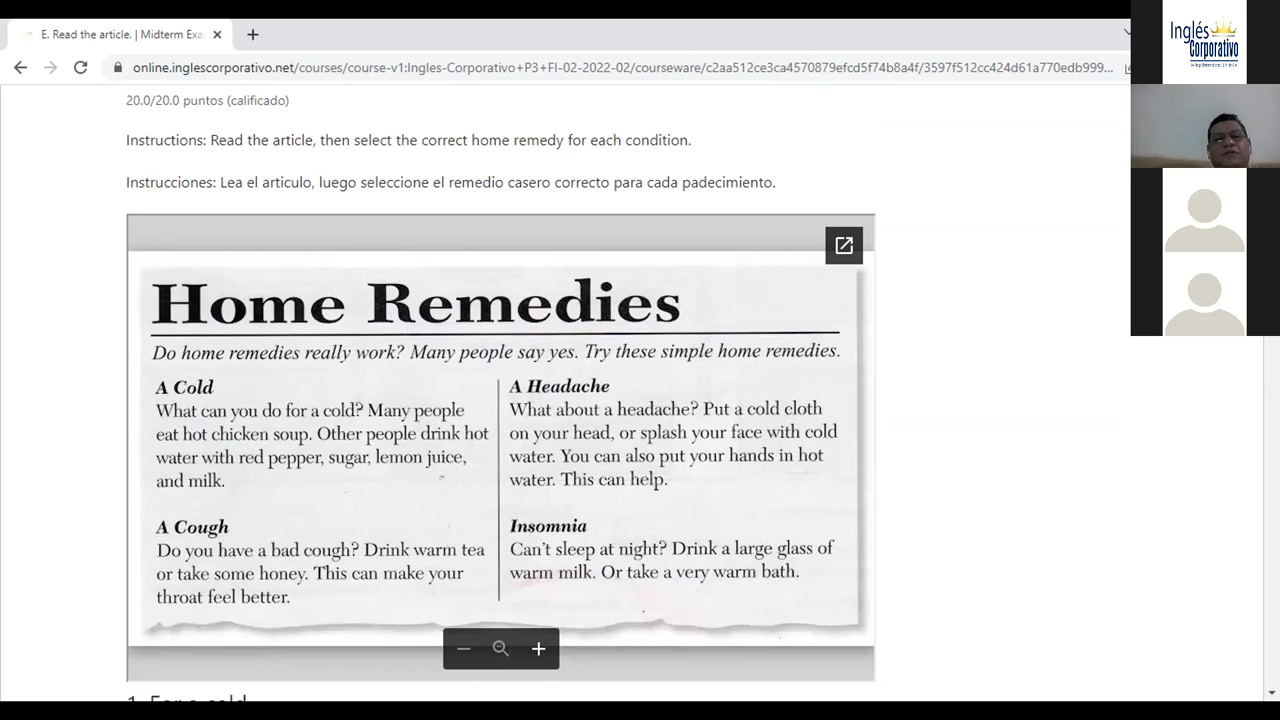 E. Read the article. | Midterm Exa
online.inglescorporativo.net/courses/course-v1:Ingles-Corporativo+P3+FI-02-2022-02/courseware/c2aa512ce3ca4570879efcd5f74b8a4f/3597f512cc424d61a770edb999...
Inglés
Corporativo
20.0/20.0 puntos (calificado)
Instructions: Read the article, then select the correct home remedy for each condition.
Instrucciones: Lea el articulo, luego seleccione el remedio casero correcto para cada padecimiento.
Home Remedies
Do home remedies really work? Many people say yes. Try these simple home remedies.
A Cold
What can you do for a cold? Many people
eat hot chicken soup. Other people drink hot
water with red pepper, sugar, lemon juice,
and milk.
A Cough
Do you have a bad cough? Drink warm tea
or take some honey. This can make your
throat feel better.
A Headache
What about a headache? Put a cold cloth
on your head, or splash your face with cold
water. You can also put your hands in hot
water. This can help.
Insomnia
Can't sleep at night? Drink a large glass of
warm milk. Or take a very warm bath.
1. For a cold